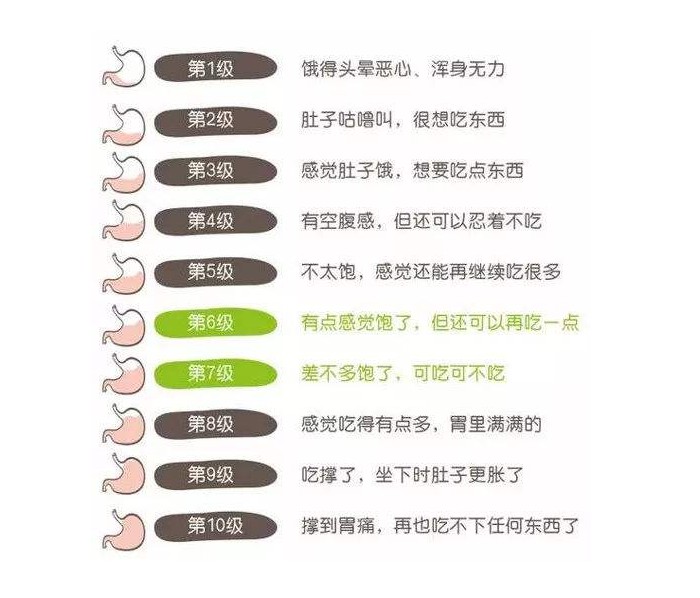 第1级 饿得头晕恶心、浑身无力
第2级 肚子咕噜叫，很想吃东西
第3级 感觉肚子饿，想要吃点东西
第4级 有空腹感，但还可以忍着不吃
第5级 不太饱，感觉还能再继续吃很多
第6级 有点感觉饱了，但还可以再吃一点
第7级 差不多饱了，可吃可不吃
第8级 感觉吃得有点多，胃里满满的
第9级 吃撑了，坐下时肚子更胀了
第10级 撑到胃痛，再也吃不下任何东西了